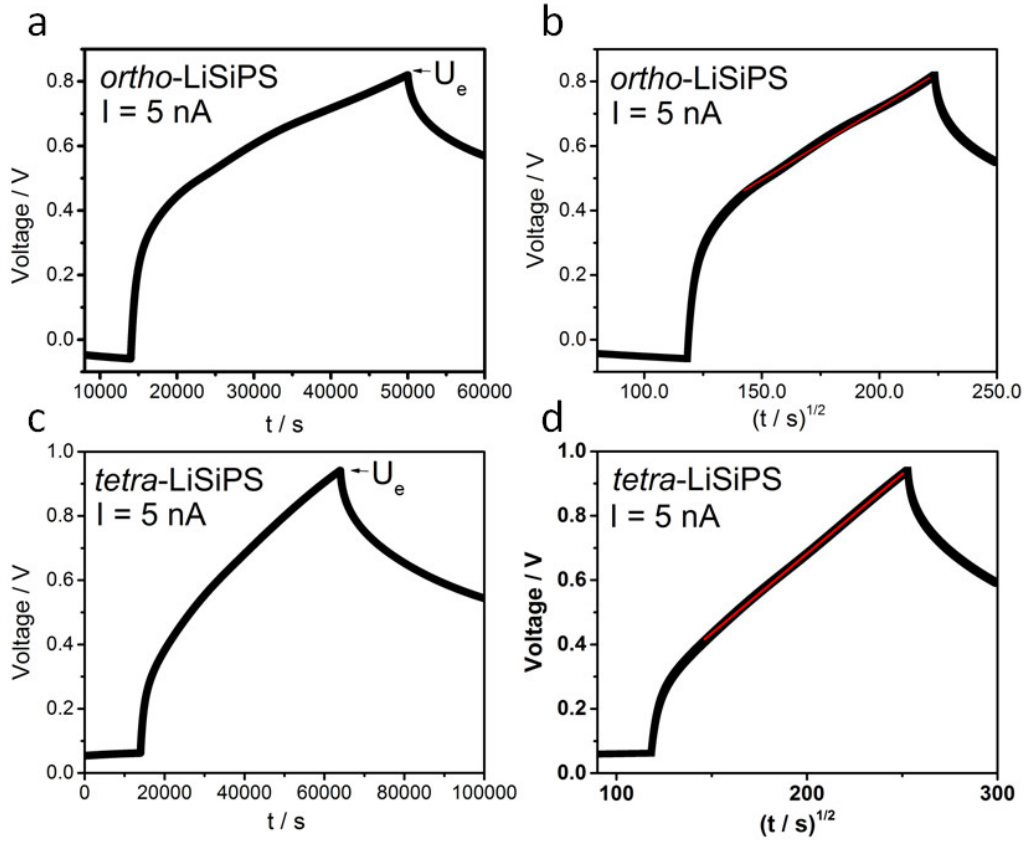 a
ortho-LiSiPS
I = 5 nA
Uₑ
Voltage / V
0.8
0.6
0.4
0.2
0.0
10000 20000 30000 40000 50000 60000
t / s
b
ortho-LiSiPS
I = 5 nA
Voltage / V
0.8
0.6
0.4
0.2
0.0
100.0 150.0 200.0 250.0
(t / s)¹/²
c
tetra-LiSiPS
I = 5 nA
Uₑ
Voltage / V
1.0
0.8
0.6
0.4
0.2
0.0
0 20000 40000 60000 80000 100000
t / s
d
tetra-LiSiPS
I = 5 nA
Voltage / V
1.0
0.8
0.6
0.4
0.2
0.0
100 200 300
(t / s)¹/²